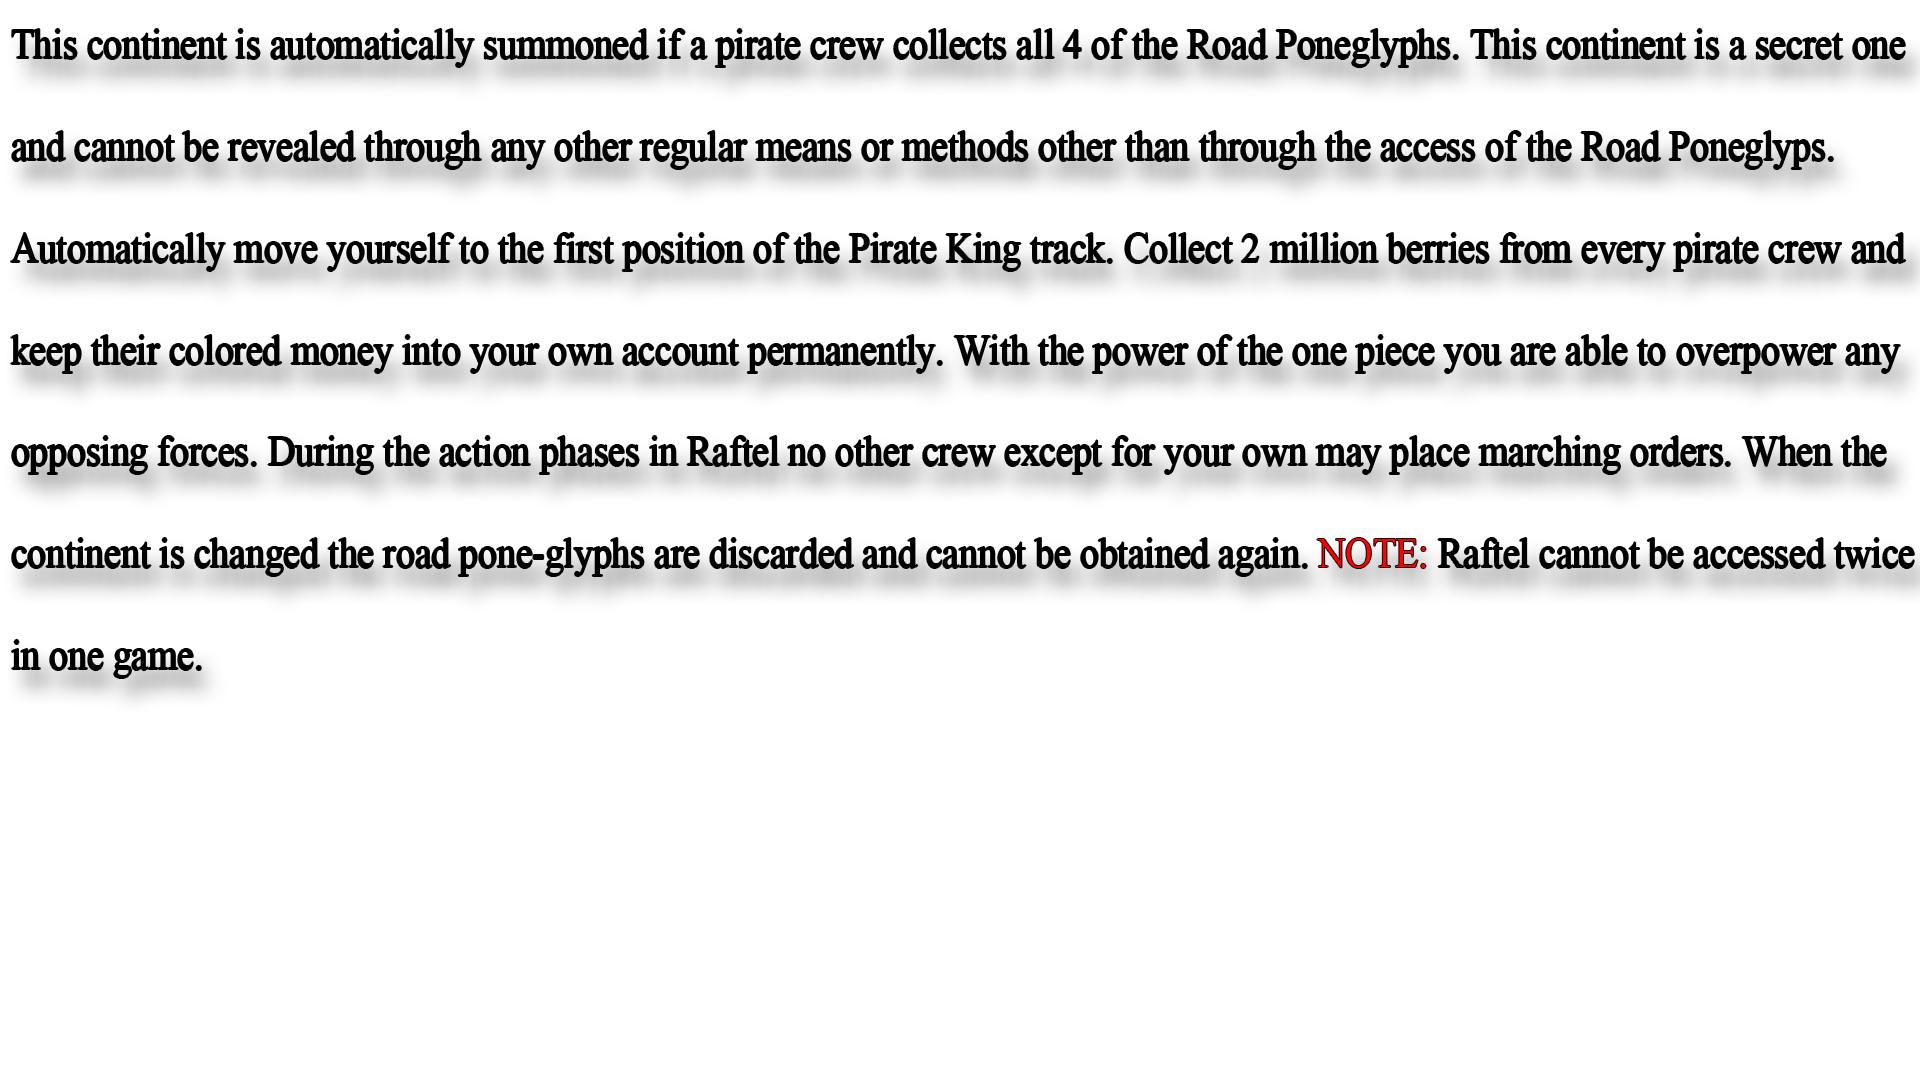 This continent is automatically summoned if a pirate crew collects all 4 of the Road Poneglyphs. This continent is a secret one
and cannot be revealed through any other regular means or methods other than through the access of the Road Poneglyps.
Automatically move yourself to the first position of the Pirate King track. Collect 2 million berries from every pirate crew and
keep their colored money into your own account permanently. With the power of the one piece you are able to overpower any
opposing forces. During the action phases in Raftel no other crew except for your own may place marching orders. When the
continent is changed the road pone-glyphs are discarded and cannot be obtained again. NOTE: Raftel cannot be accessed twice
in one game.